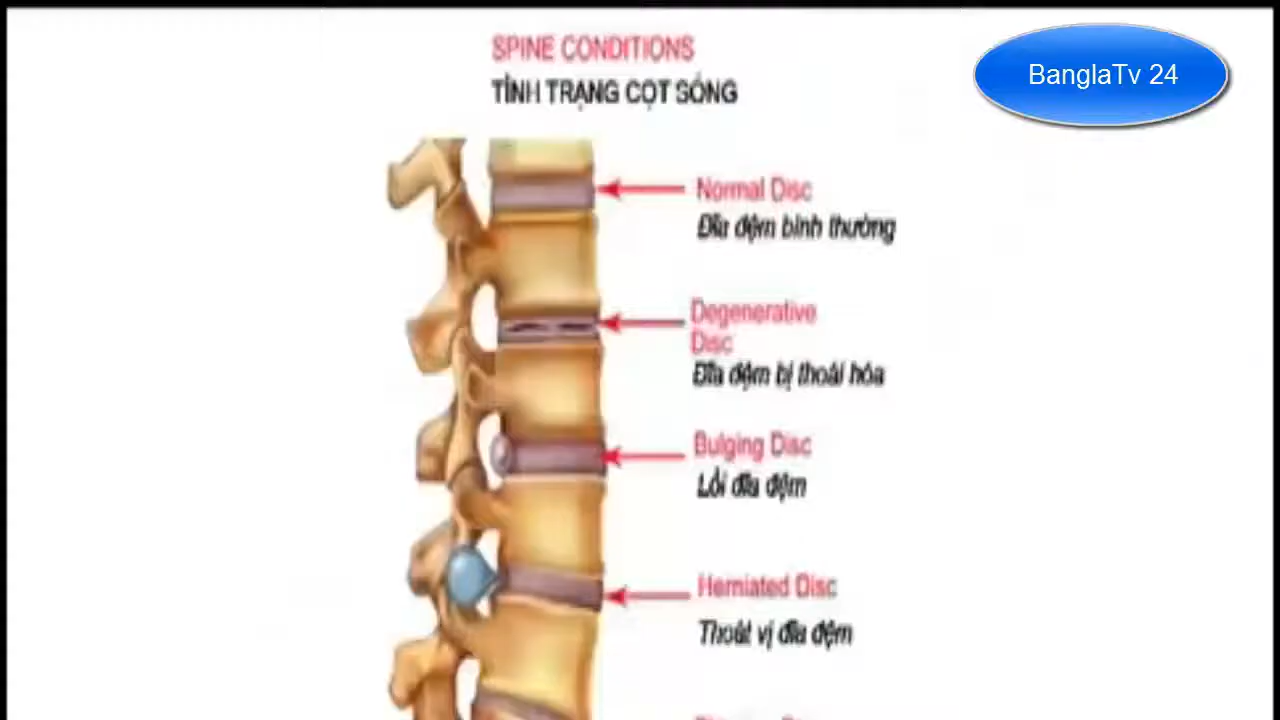 SPINE CONDITIONS
TÌNH TRẠNG CỘT SỐNG
BanglaTv 24
Normal Disc
Đĩa đệm bình thường
Degenerative
Disc
Đĩa đệm bị thoái hóa
Bulging Disc
Lồi đĩa đệm
Herniated Disc
Thoát vị đĩa đệm